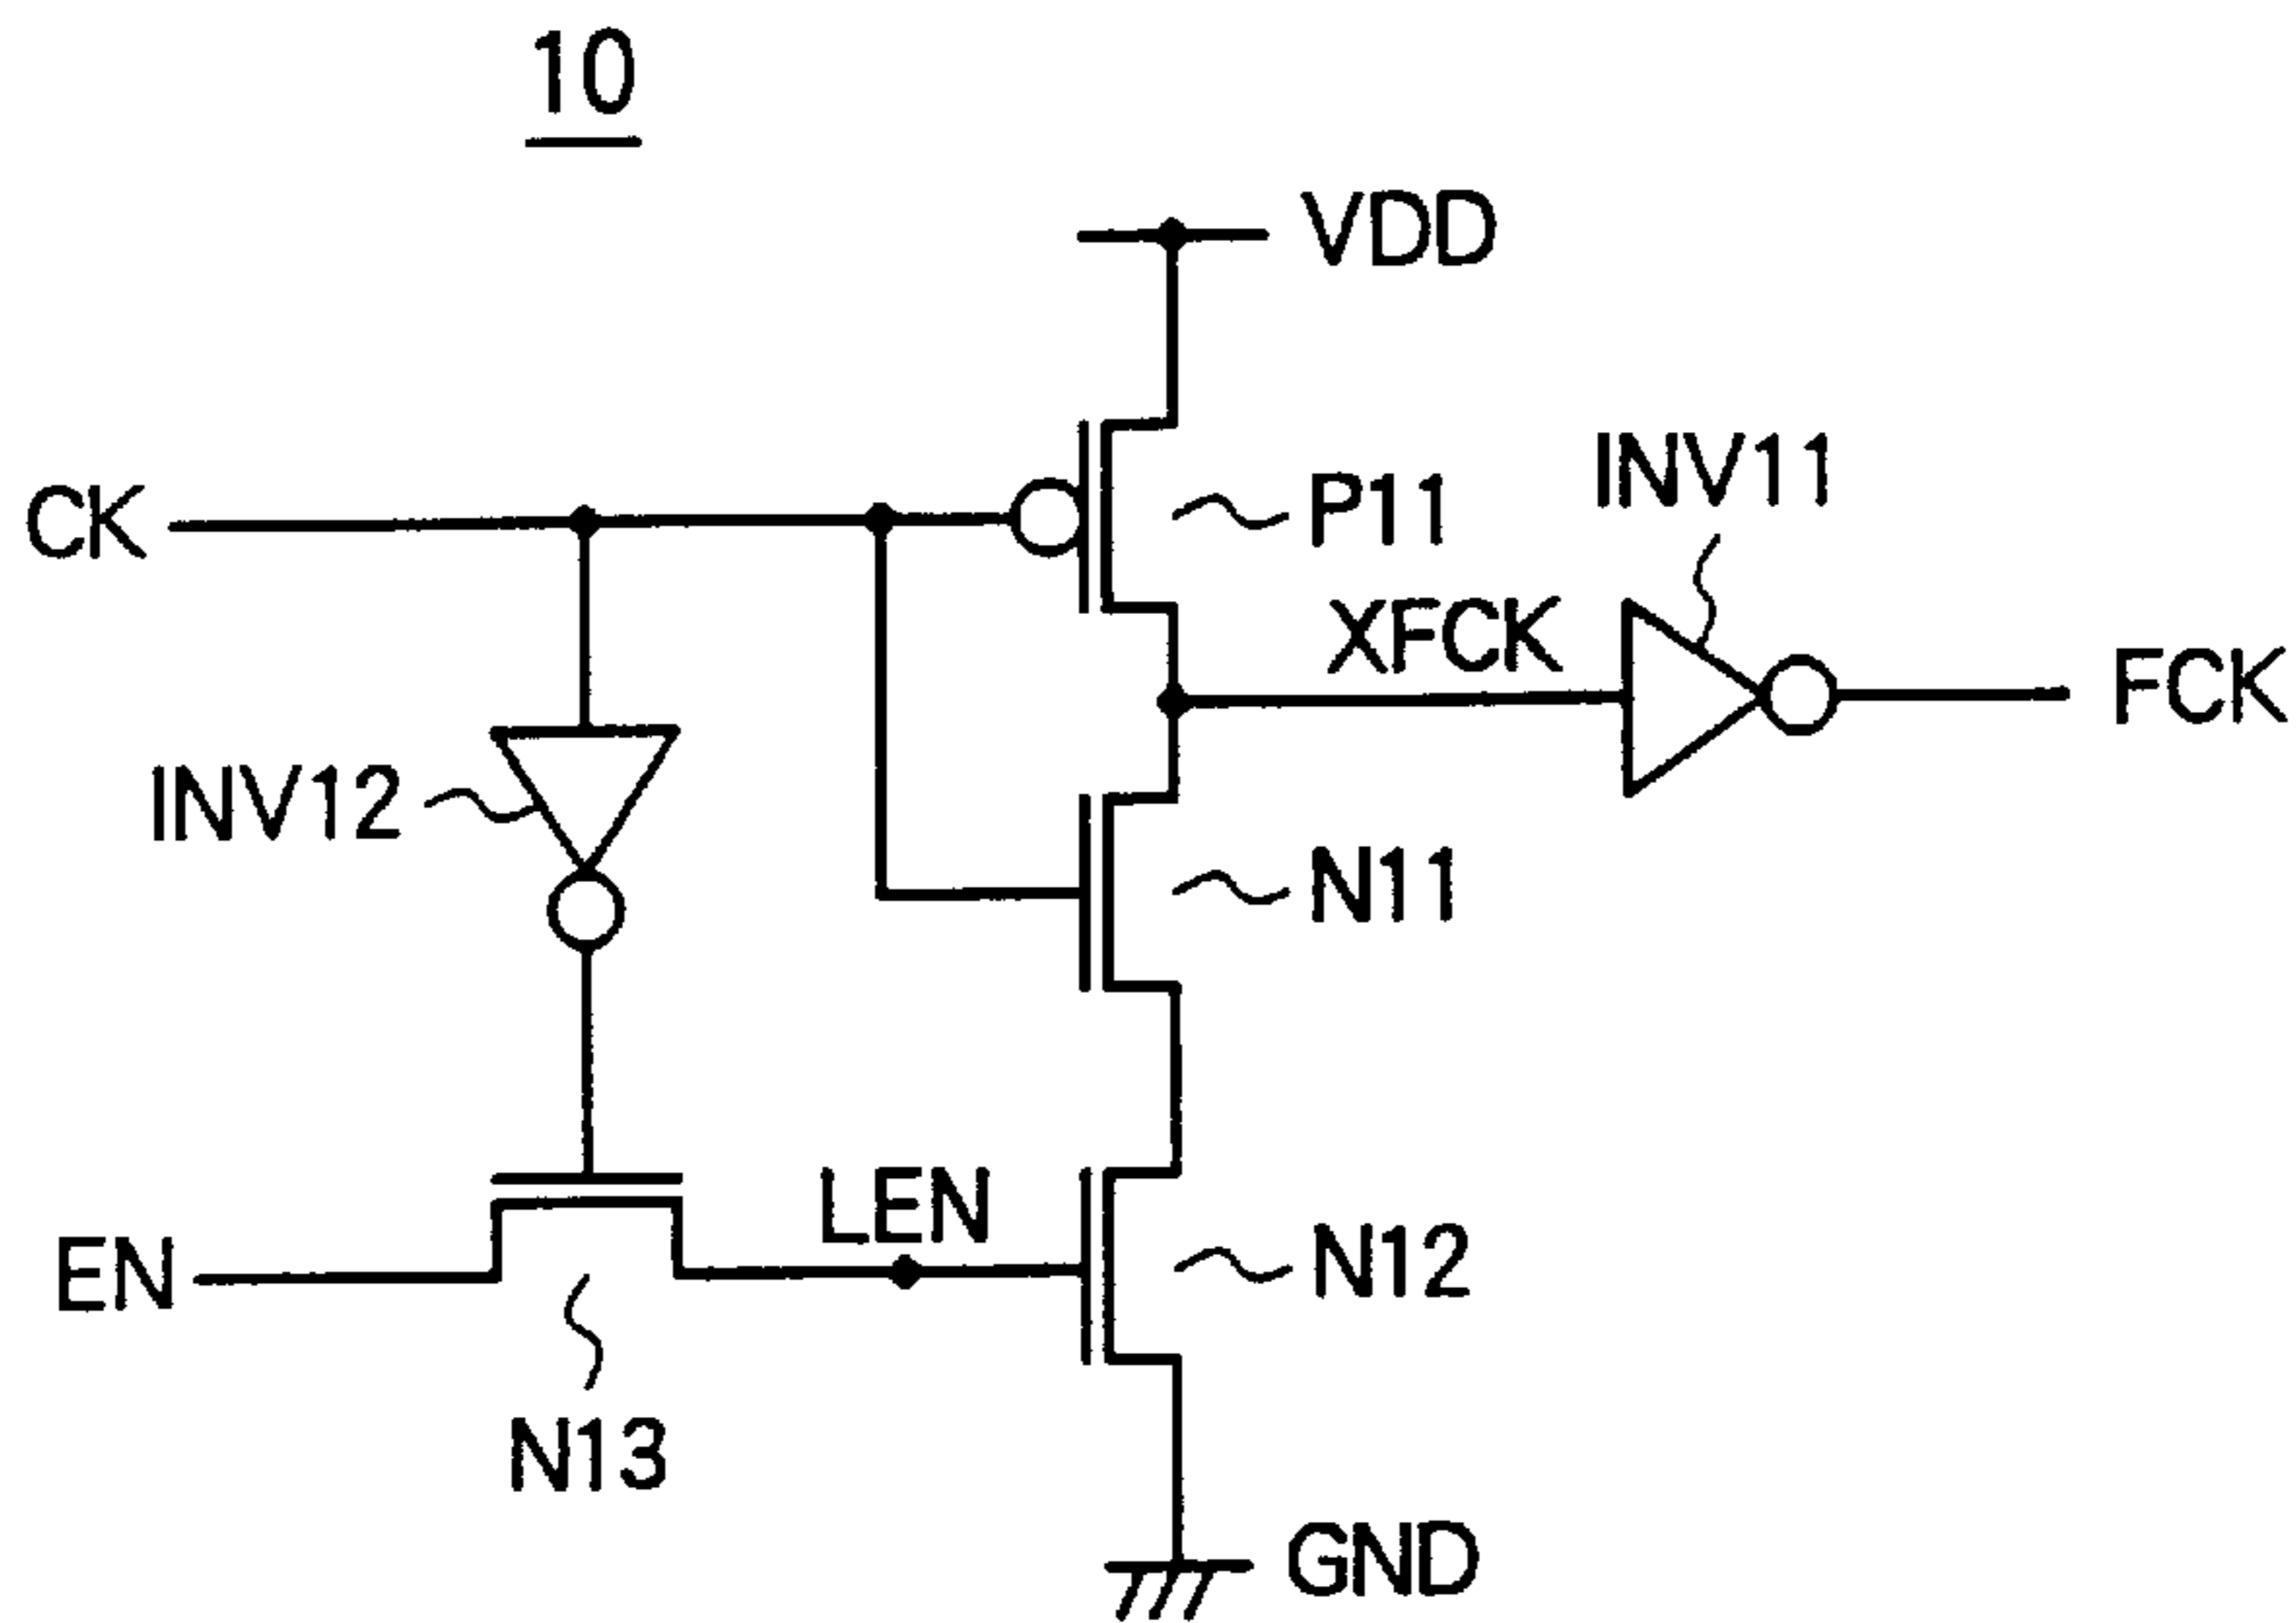 10
VDD
CK
P11
INV11
XFCK
FCK
INV12
N11
LEN
EN
N12
N13
GND